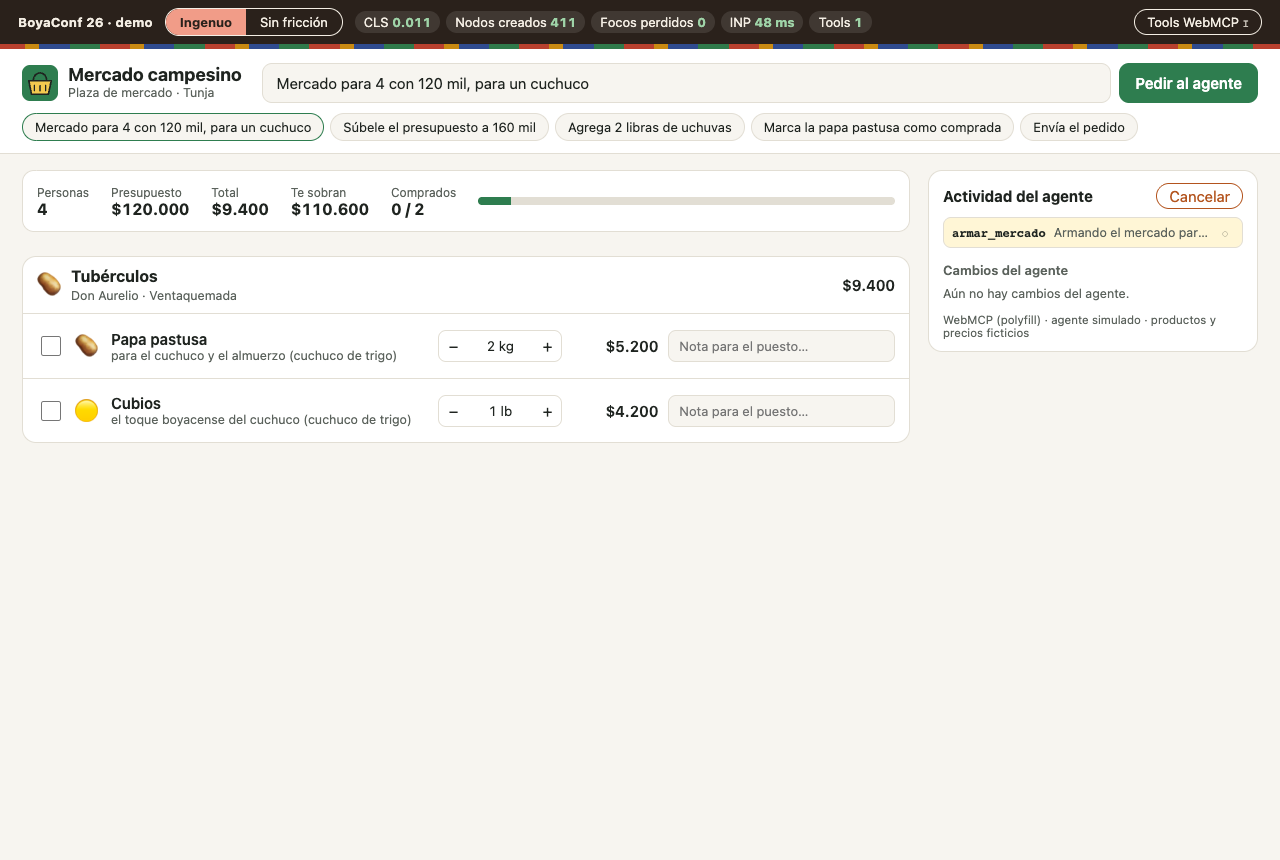 BoyaConf 26 · demo
Ingenuo
Sin fricción
CLS 0.011
Nodos creados 411
Focos perdidos 0
INP 48 ms
Tools 1
Tools WebMCP
Mercado campesino
Plaza de mercado · Tunja
Mercado para 4 con 120 mil, para un cuchuco
Pedir al agente
Mercado para 4 con 120 mil, para un cuchuco
Súbele el presupuesto a 160 mil
Agrega 2 libras de uchuvas
Marca la papa pastusa como comprada
Envía el pedido
Personas
4
Presupuesto
$120.000
Total
$9.400
Te sobran
$110.600
Comprados
0 / 2
Tubérculos
Don Aurelio · Ventaquemada
$9.400
Papa pastusa
para el cuchuco y el almuerzo (cuchuco de trigo)
− 2 kg +
$5.200
Nota para el puesto…
Cubios
el toque boyacense del cuchuco (cuchuco de trigo)
− 1 lb +
$4.200
Nota para el puesto…
Actividad del agente
Cancelar
armar_mercado Armando el mercado par…
Cambios del agente
Aún no hay cambios del agente.
WebMCP (polyfill) · agente simulado · productos y
precios ficticios